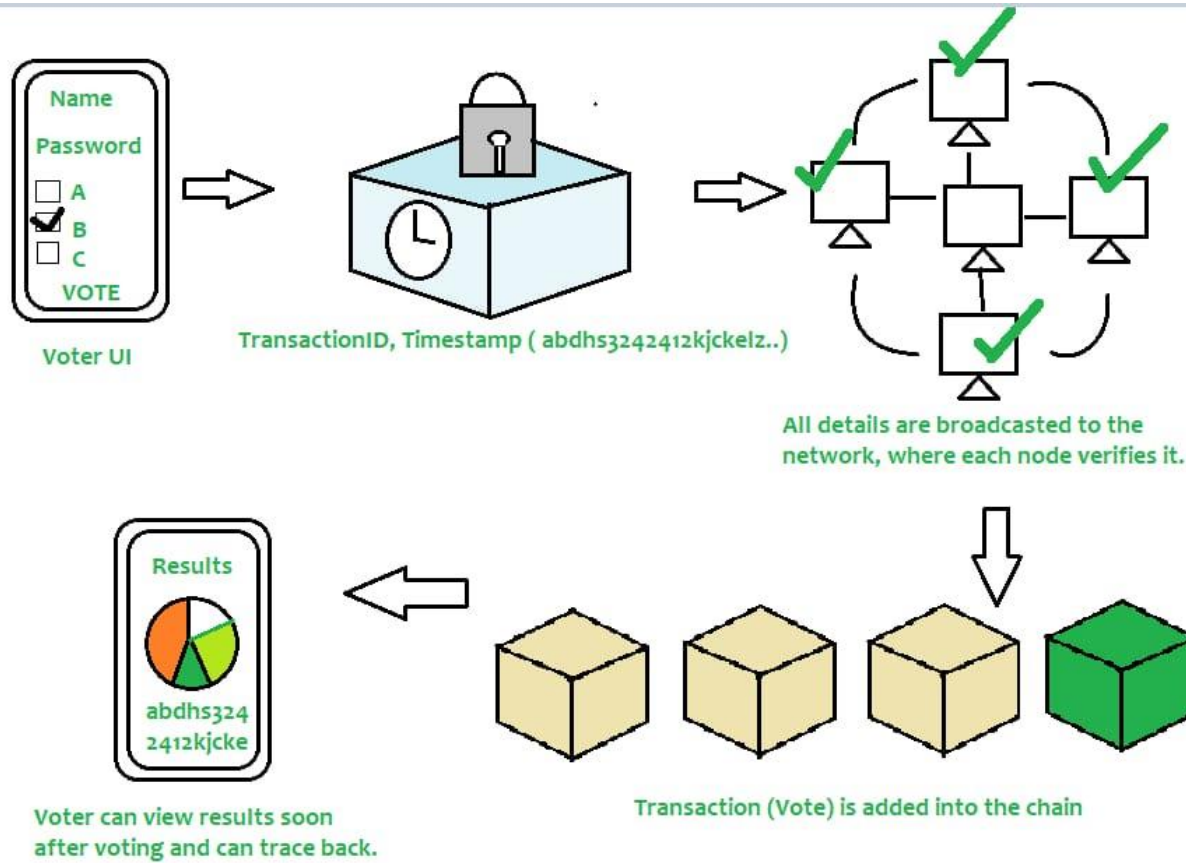 Name
Password
A
B
C
VOTE
Voter UI
TransactionID, Timestamp ( abdhs3242412kjckelz..)
All details are broadcasted to the
network, where each node verifies it.
Results
abdhs324
2412kjcke
Voter can view results soon
after voting and can trace back.
Transaction (Vote) is added into the chain